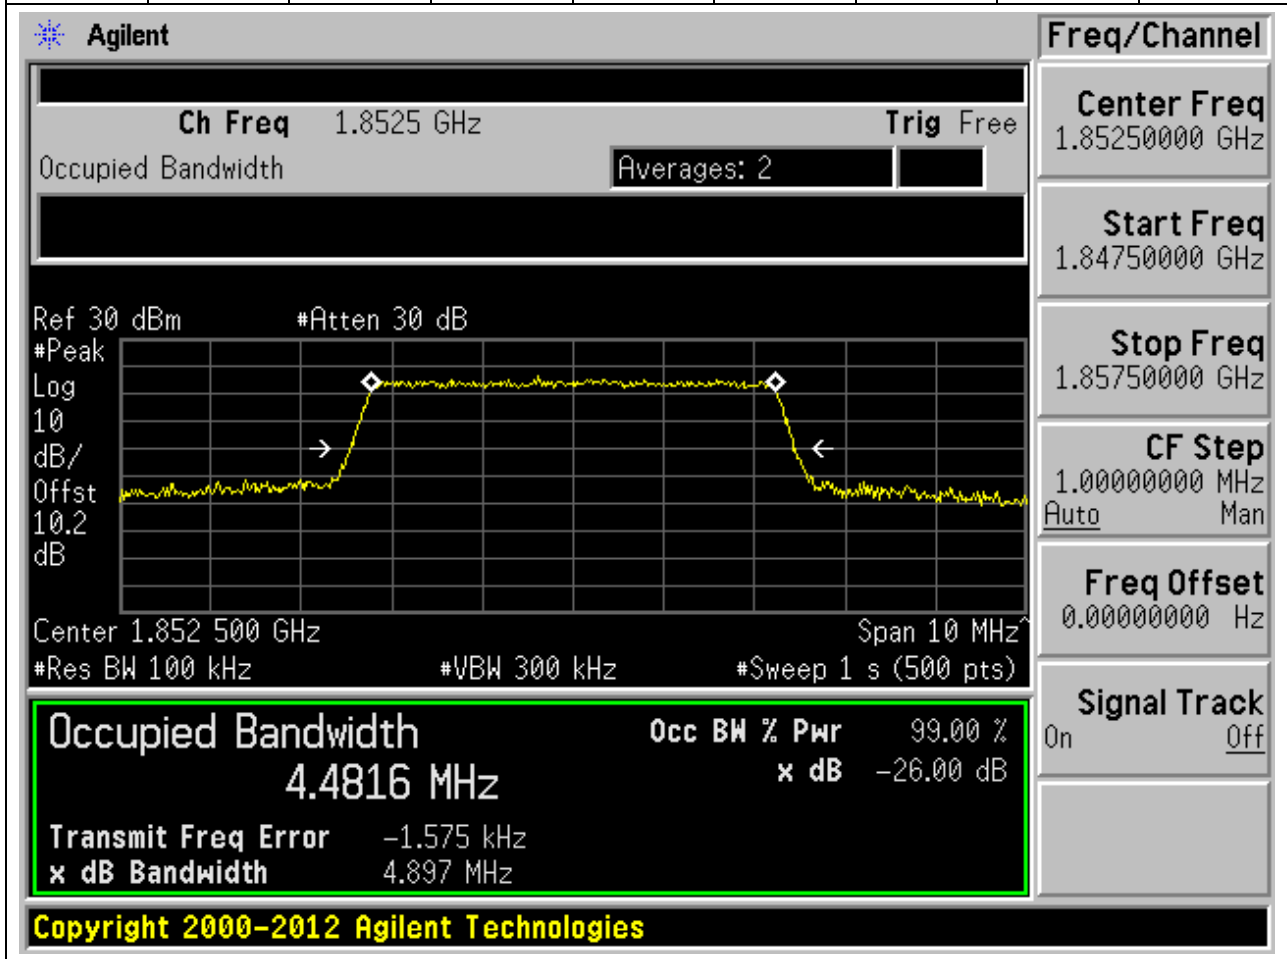 Agilent
Freq/Channel
Ch Freq 1.8525 GHz Trig Free
Occupied Bandwidth Averages: 2
Center Freq
1.85250000 GHz
Start Freq
1.84750000 GHz
Stop Freq
1.85750000 GHz
CF Step
1.00000000 MHz
Auto Man
Freq Offset
0.00000000 Hz
Signal Track
On Off
Ref 30 dBm #Atten 30 dB
#Peak
Log
10
dB/
Offst
10.2
dB
Center 1.852 500 GHz Span 10 MHz^
#Res BW 100 kHz #VBW 300 kHz #Sweep 1 s (500 pts)
Occupied Bandwidth Occ BW % Pwr 99.00 %
4.4816 MHz x dB -26.00 dB
Transmit Freq Error -1.575 kHz
x dB Bandwidth 4.897 MHz
Copyright 2000-2012 Agilent Technologies